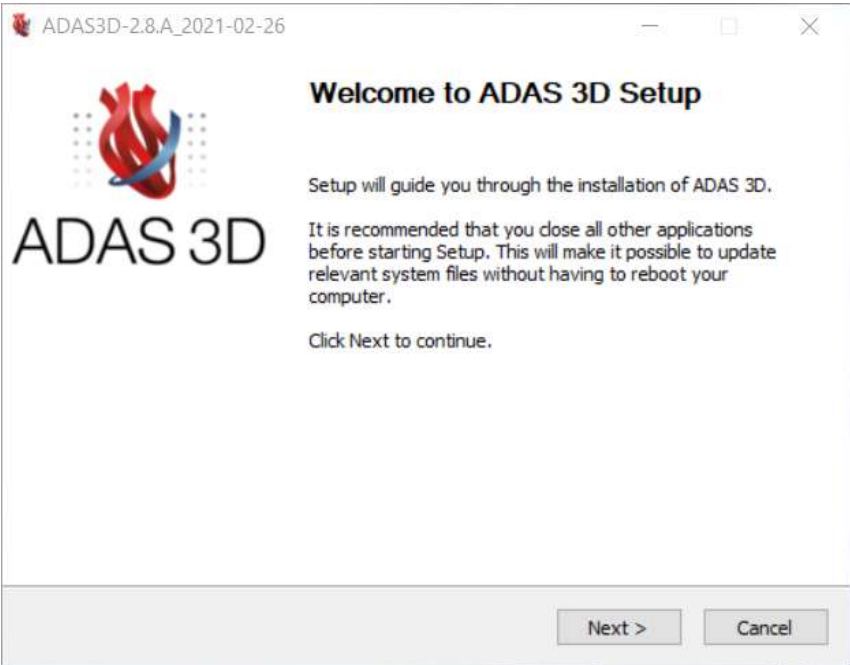 ADAS3D-2.8.A_2021-02-26
ADAS 3D
Welcome to ADAS 3D Setup
Setup will guide you through the installation of ADAS 3D.
It is recommended that you close all other applications
before starting Setup. This will make it possible to update
relevant system files without having to reboot your
computer.
Click Next to continue.
Next >
Cancel